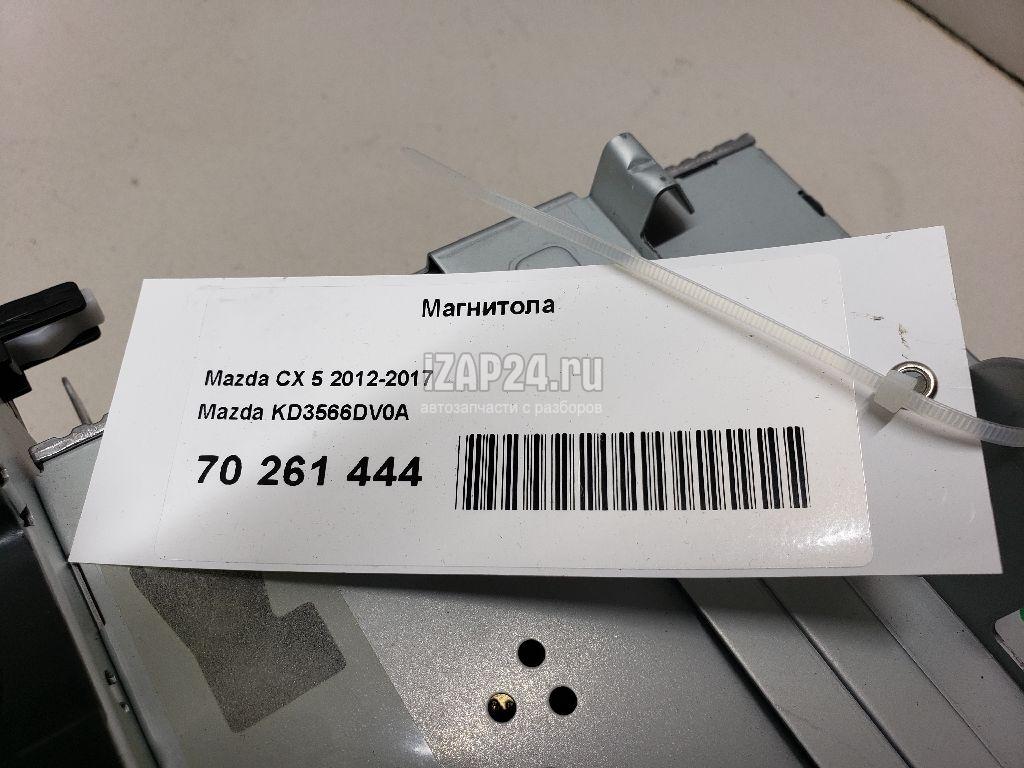 Магнитола
Mazda CX 5 2012-2017
Mazda KD3566DV0A
70 261 444
iZAP24.ru
автозапчасти с разборов